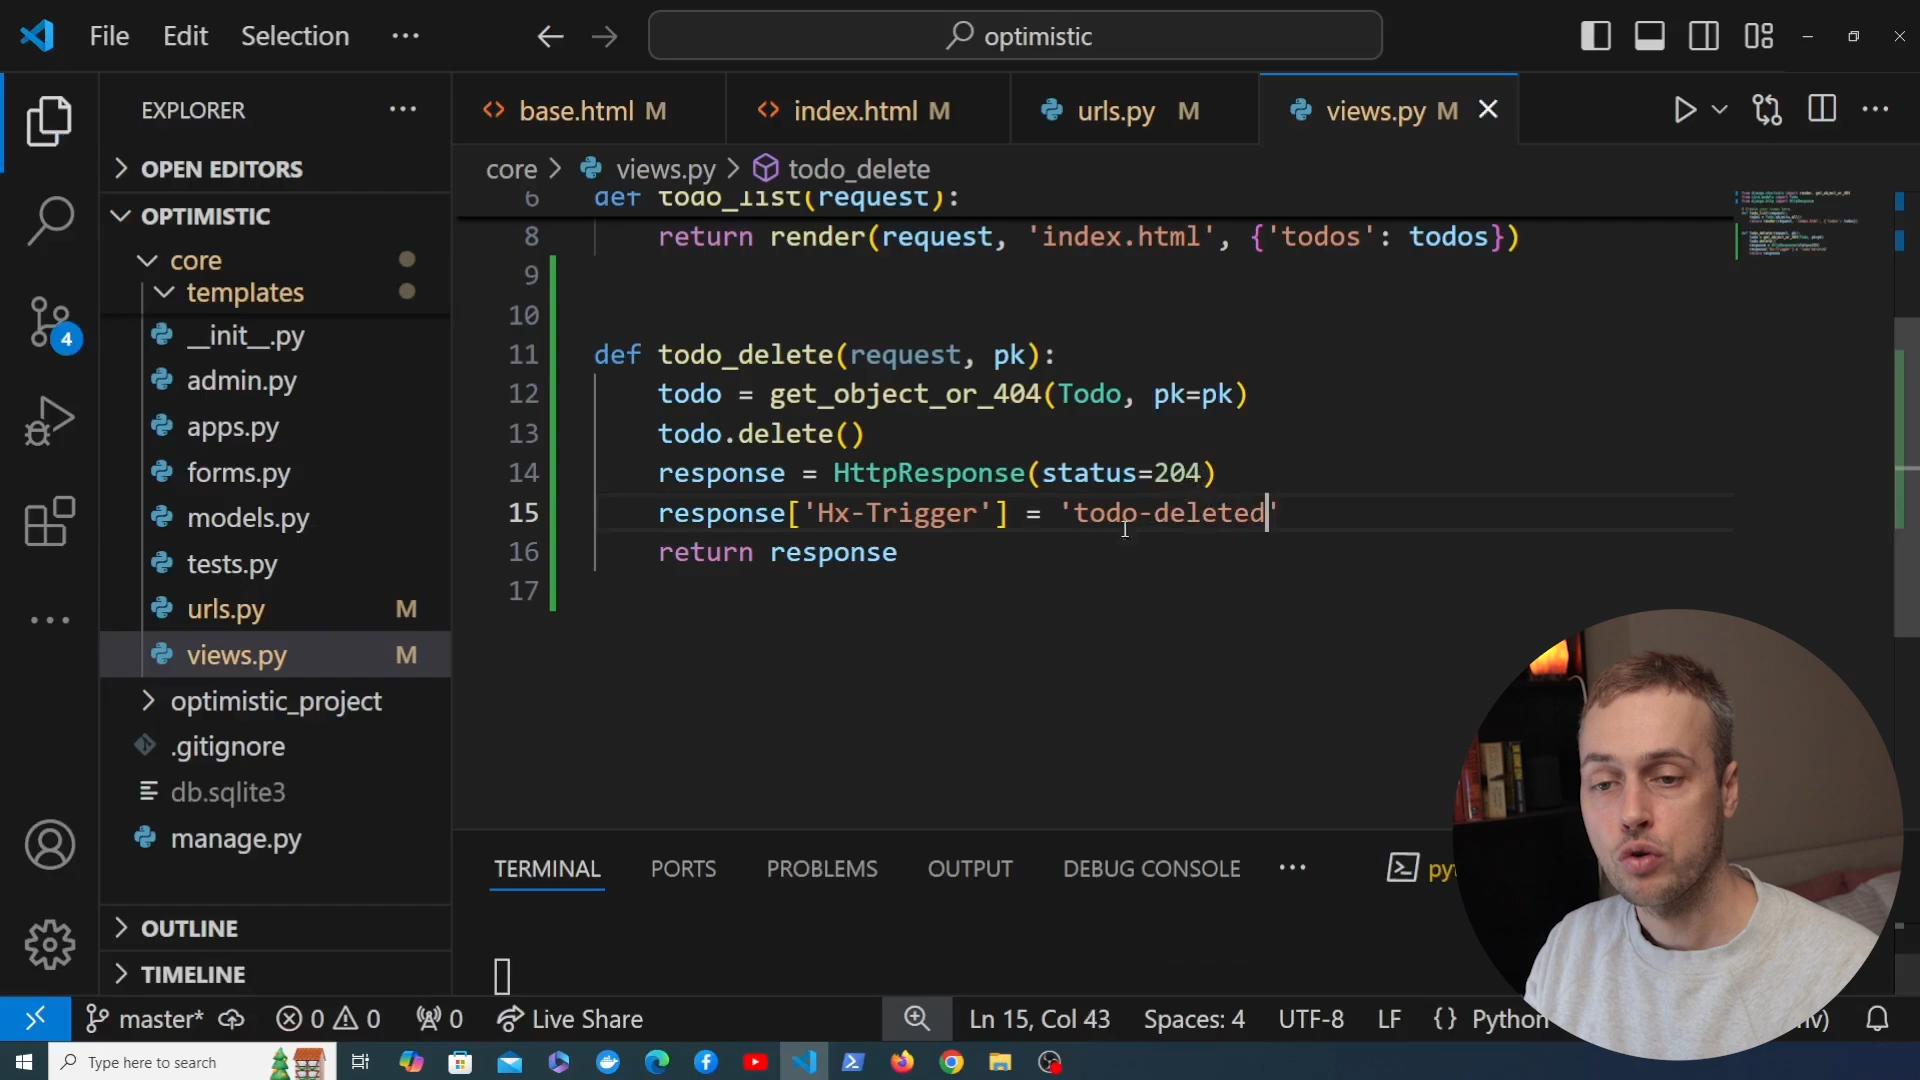 File Edit Selection ···
optimistic
EXPLORER ···
OPEN EDITORS
OPTIMISTIC
core
templates
__init__.py
admin.py
apps.py
forms.py
models.py
tests.py
urls.py M
views.py M
optimistic_project
.gitignore
db.sqlite3
manage.py
OUTLINE
TIMELINE
4
base.html M
index.html M
urls.py M
views.py M
core > views.py > todo_delete
6 def todo_list(request):
8 return render(request, 'index.html', {'todos': todos})
9
10
11 def todo_delete(request, pk):
12 todo = get_object_or_404(Todo, pk=pk)
13 todo.delete()
14 response = HttpResponse(status=204)
15 response['Hx-Trigger'] = 'todo-deleted'
16 return response
17
TERMINAL PORTS PROBLEMS OUTPUT DEBUG CONSOLE ···
master* 0 0 0 Live Share Ln 15, Col 43 Spaces: 4 UTF-8 LF {} Python
Type here to search